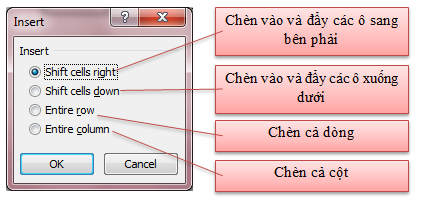 Insert
Insert
Shift cells right
Shift cells down
Entire row
Entire column
OK
Cancel
Chèn vào và đẩy các ô sang
bên phải
Chèn vào và đẩy các ô xuống
dưới
Chèn cả dòng
Chèn cả cột